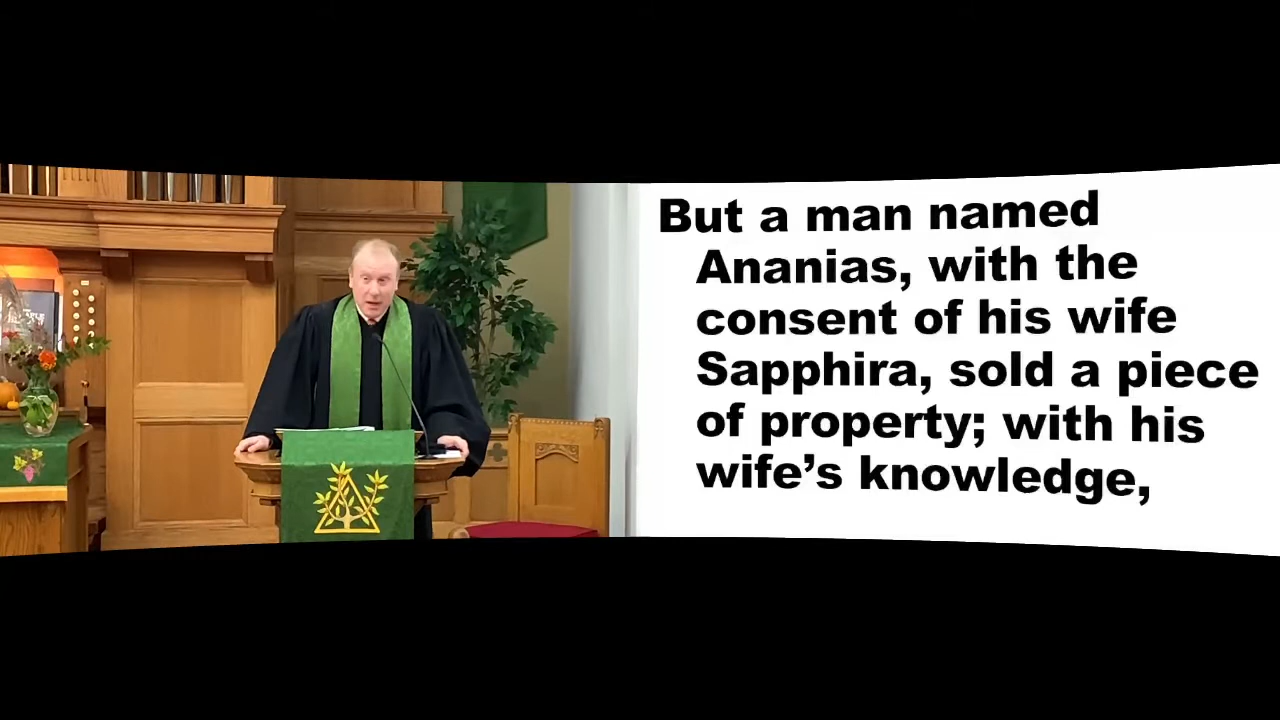 But a man named
Ananias, with the
consent of his wife
Sapphira, sold a piece
of property; with his
wife’s knowledge,